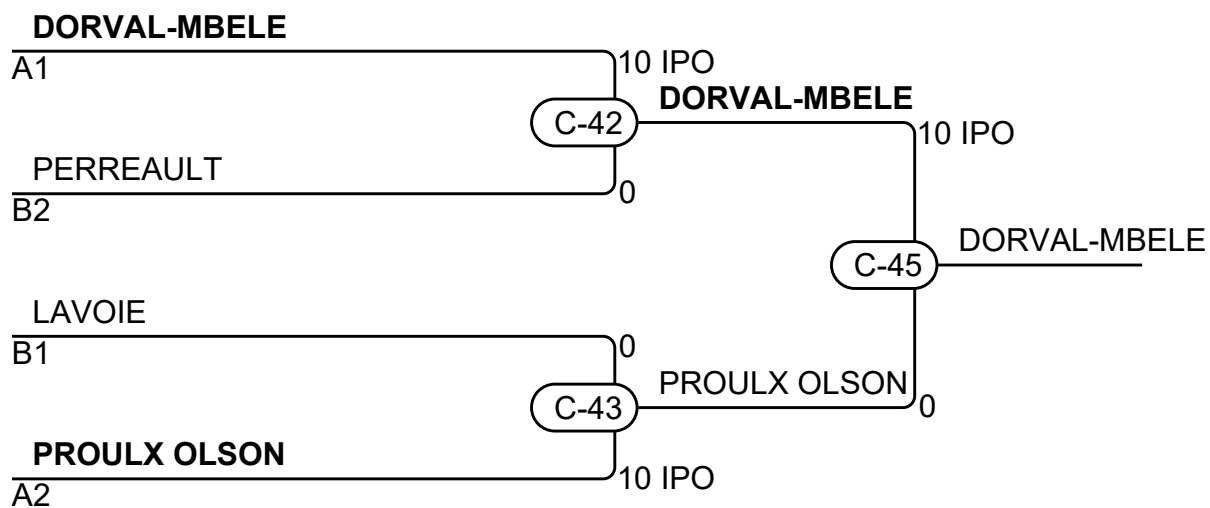 DORVAL-MBELE
A1
10 IPO
DORVAL-MBELE
C-42
10 IPO
PERREAULT
B2
0
DORVAL-MBELE
C-45
LAVOIE
B1
0
PROULX OLSON
C-43
0
PROULX OLSON
A2
10 IPO